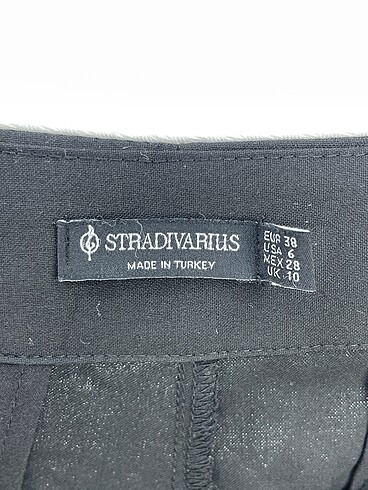 STRADIVARIUS
MADE IN TURKEY
EUR 38
USA 6
MEX 28
UK 10